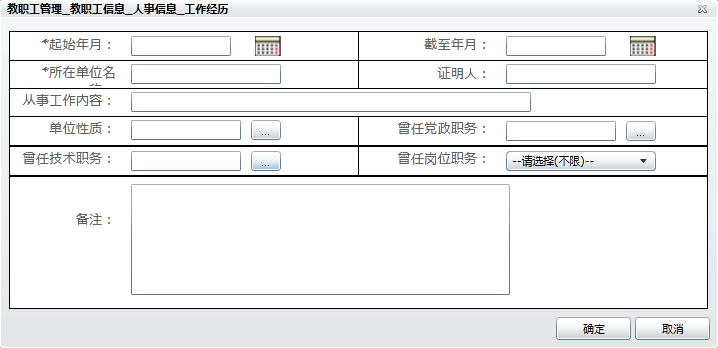 教职工管理_教职工信息_人事信息_工作经历
*起始年月：
截至年月：
*所在单位名称：
证明人：
从事工作内容：
单位性质：
...
曾任党政职务：
...
曾任技术职务：
...
曾任岗位职务：
--请选择(不限)--
备注：
确定
取消